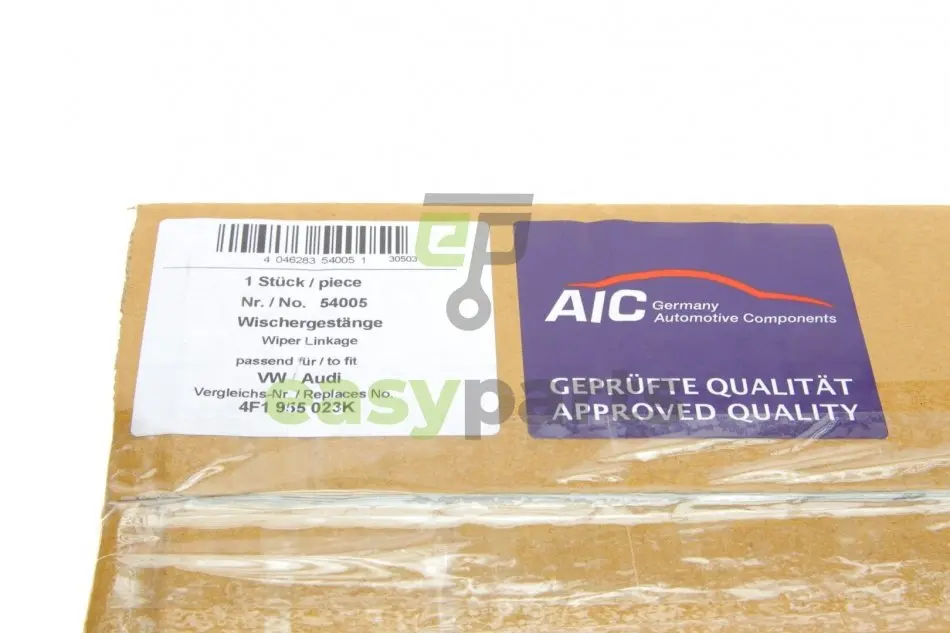 4 046283 54005 1
30503
1 Stück / piece
Nr. / No. 54005
Wischergestänge
Wiper Linkage
passend für / to fit
VW / Audi
Vergleichs-Nr. / Replaces No.
4F1 955 023K
AIC Germany
Automotive Components
GEPRÜFTE QUALITÄT
APPROVED QUALITY
ep
easyparts